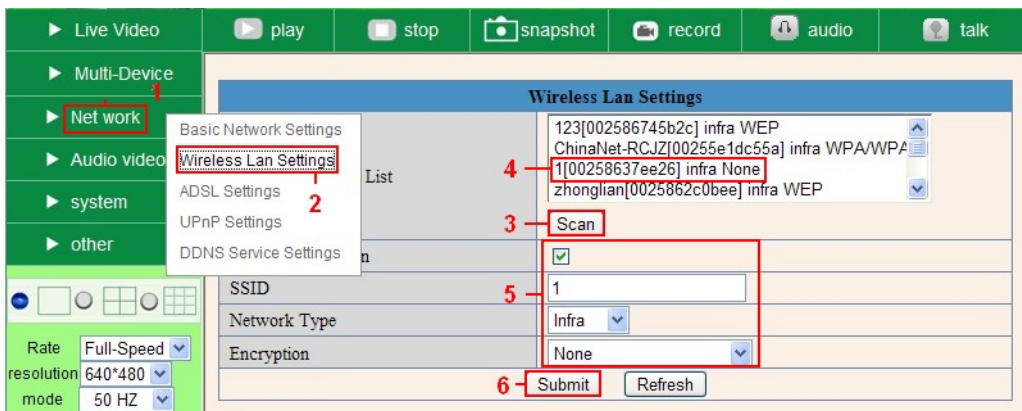 Live Video
play
stop
snapshot
record
audio
talk
Multi-Device
1
Net work
Audio video
system
other
Basic Network Settings
Wireless Lan Settings
2
ADSL Settings
UPnP Settings
DDNS Service Settings
Wireless Lan Settings
List
123[002586745b2c] infra WEP
ChinaNet-RCJZ[00255e1dc55a] infra WPA/WPA
4
1[00258637ee26] infra None
zhonglian[0025862c0bee] infra WEP
3
Scan
n
5
SSID
1
Network Type
Infra
Encryption
None
6
Submit
Refresh
Rate
Full-Speed
resolution
640*480
mode
50 HZ